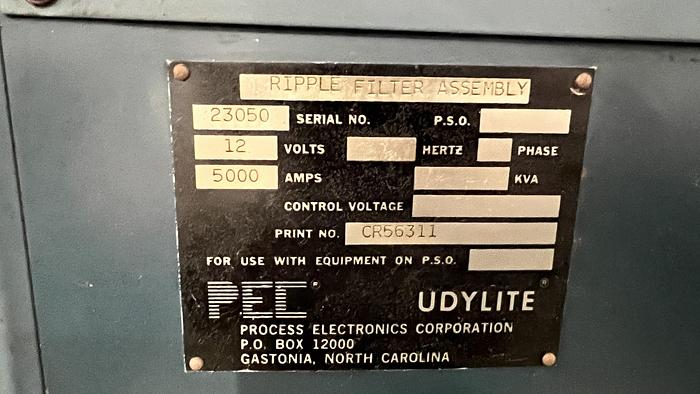 RIPPLE FILTER ASSEMBLY
23050 SERIAL NO. P.S.O.
12 VOLTS HERTZ PHASE
5000 AMPS KVA
CONTROL VOLTAGE
PRINT NO. CR56311
FOR USE WITH EQUIPMENT ON P.S.O.
PEC® UDYLITE®
PROCESS ELECTRONICS CORPORATION
P.O. BOX 12000
GASTONIA, NORTH CAROLINA